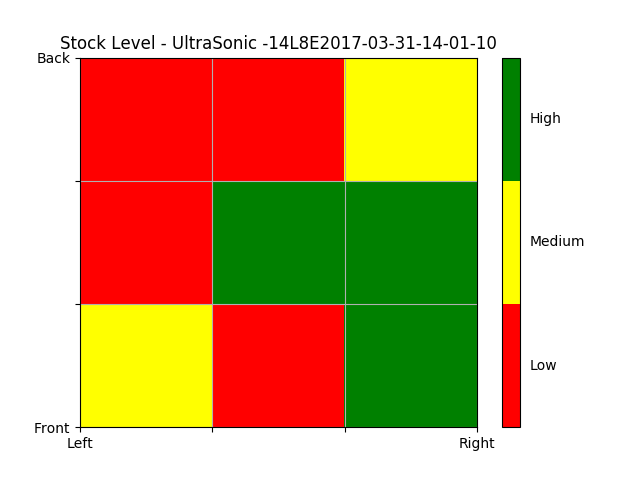 Stock Level - UltraSonic -14L8E2017-03-31-14-01-10
Back
High
Medium
Low
Front
Left
Right